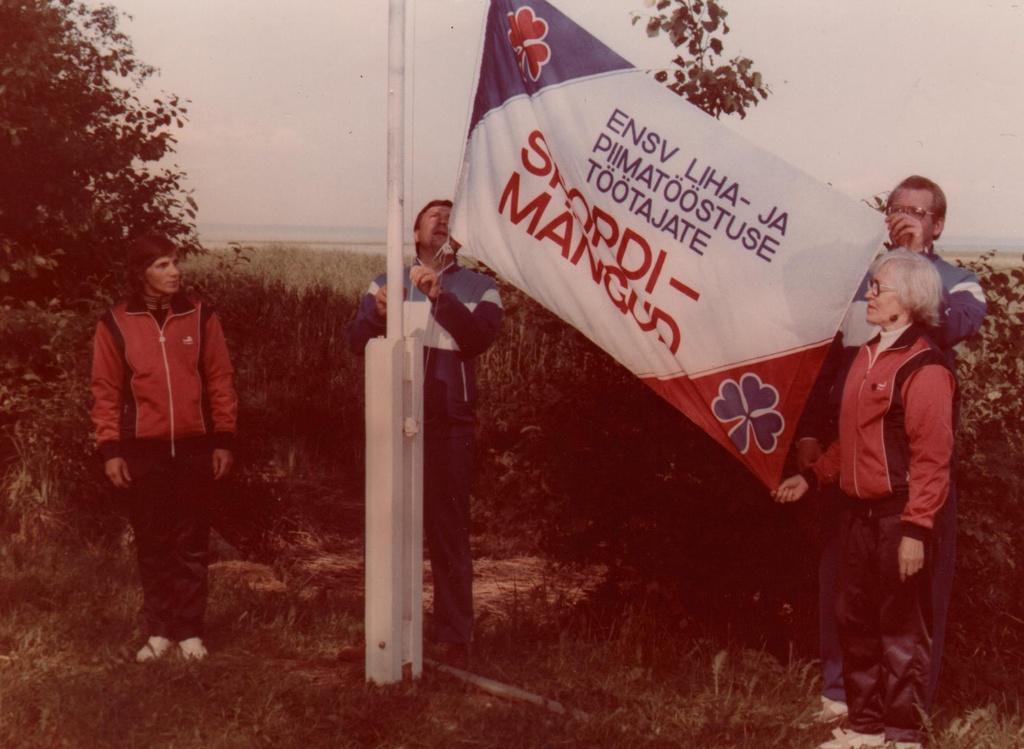 ENSV LIHA- JA
PIIMATÖÖSTUSE
TÖÖTAJATE
SPORDI-
MÄNGUD